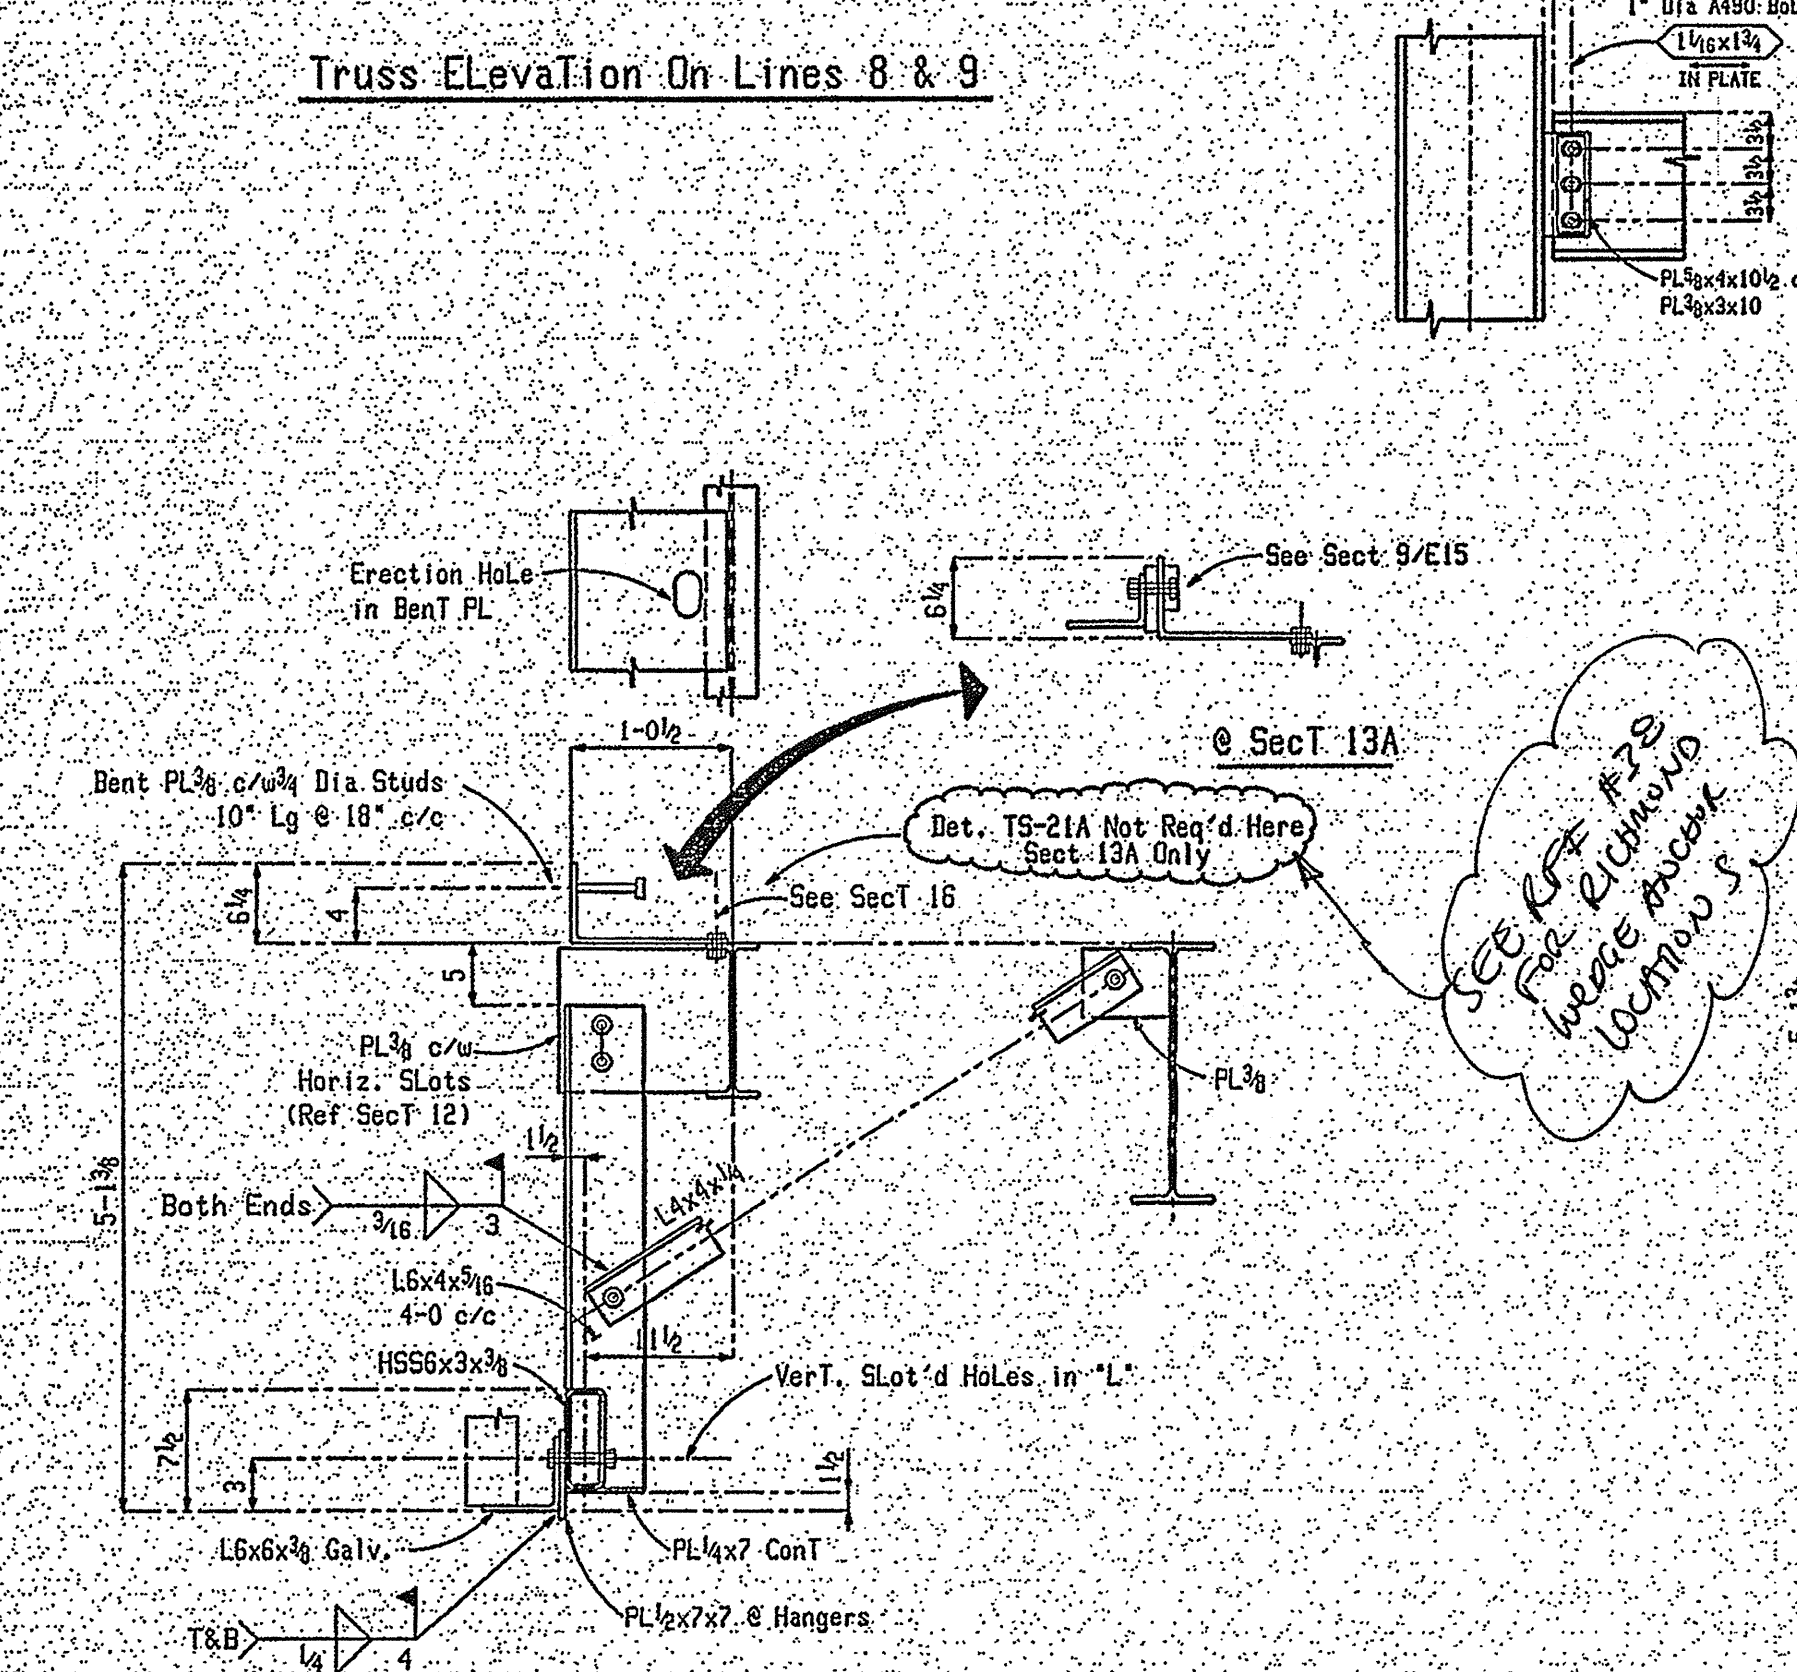 Truss ELevaTion On Lines 8 & 9
1" Dia A490 BoL
1 1/16x1 3/4
IN PLATE
3 1/2
3 1/2
3 1/2
PL 5/8x4x10 1/2
PL 3/8x3x10
Erection HoLe
in BenT PL
See Sect 9/E15
6 1/4
@ SecT 13A
1-0 1/2
Bent PL 3/8 c/w 3/4 Dia Studs
10" Lg @ 18" c/c
Det. TS-21A Not Req'd Here
Sect 13A Only
See SecT 16
SEE RFI #38
FOR RICHMOND
WEDGE ANCHOR
LOCATIONS
6 1/4
4
5
PL 3/8 c/w
Horiz. SLots
(Ref SecT 12)
PL 3/8
1 1/2
5-1 3/8
Both Ends
3/16
3
L4x4x1/4
L6x4x5/16
4-0 c/c
11 1/2
HSS6x3x3/8
VerT. SLot'd HoLes in "L"
7 1/2
3
1 1/2
L6x6x3/8 Galv.
PL 1/4x7 ConT
PL 1/2x7x7 @ Hangers
T&B
1/4
4